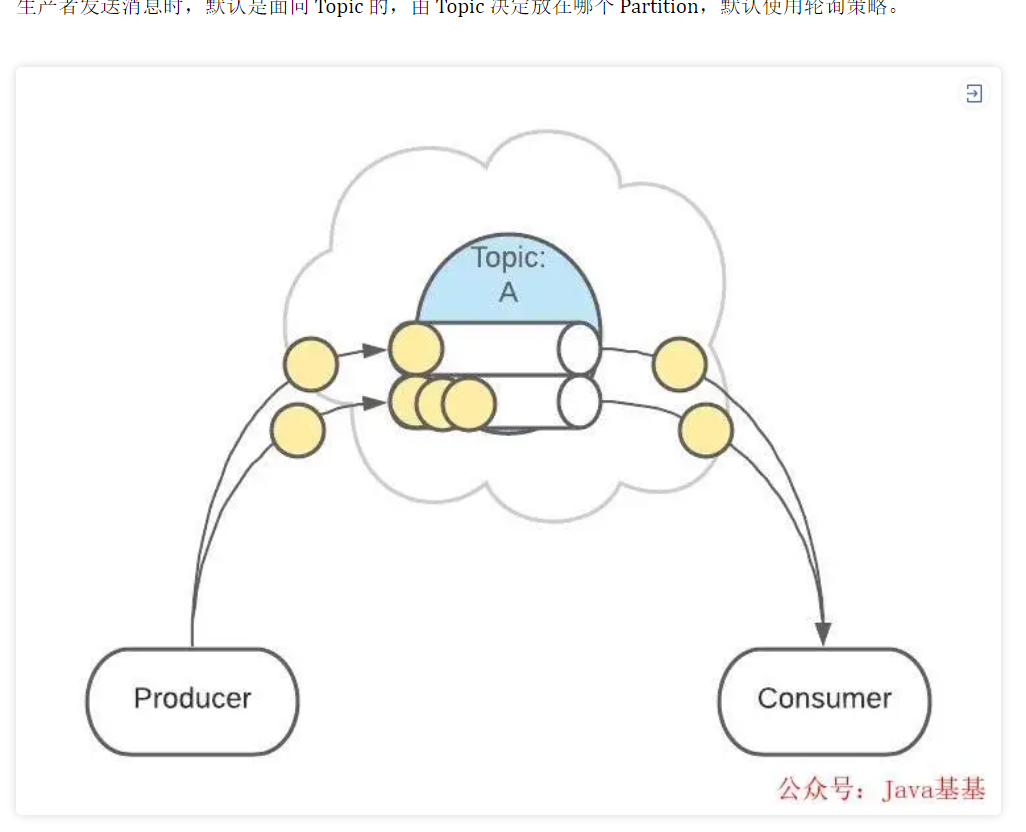 生产者发送消息时，默认是面向 Topic 的，由 Topic 决定放在哪个 Partition，默认使用轮询策略。
Topic:
A
Producer
Consumer
公众号：Java基基